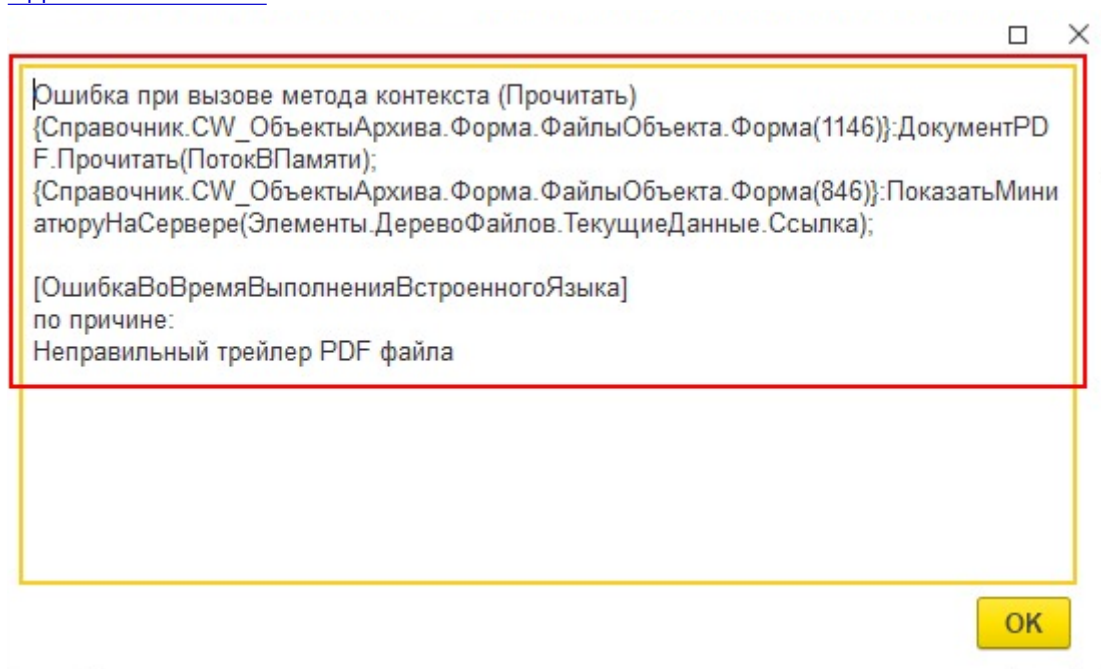 Ошибка при вызове метода контекста (Прочитать)
{Справочник.CW_ОбъектыАрхива.Форма.ФайлыОбъекта.Форма(1146)}:ДокументPD
F.Прочитать(ПотокВПамяти);
{Справочник.CW_ОбъектыАрхива.Форма.ФайлыОбъекта.Форма(846)}:ПоказатьМини
атюруНаСервере(Элементы.ДеревоФайлов.ТекущиеДанные.Ссылка);
[ОшибкаВоВремяВыполненияВстроенногоЯзыка]
по причине:
Неправильный трейлер PDF файла
OK